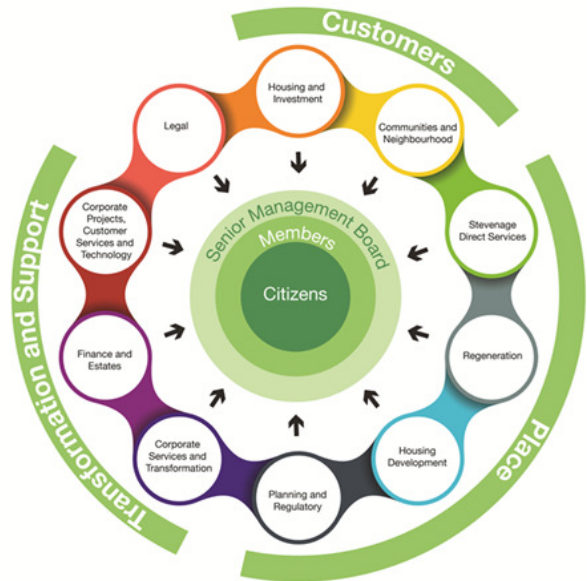 Customers
Housing and
Investment
Legal
Communities and
Neighbourhood
Corporate
Projects,
Customer
Services and
Technology
Stevenage
Direct Services
Senior Management Board
Members
Citizens
Transformation and Support
Finance and
Estates
Regeneration
Corporate
Services and
Transformation
Housing
Development
Planning and
Regulatory
Place